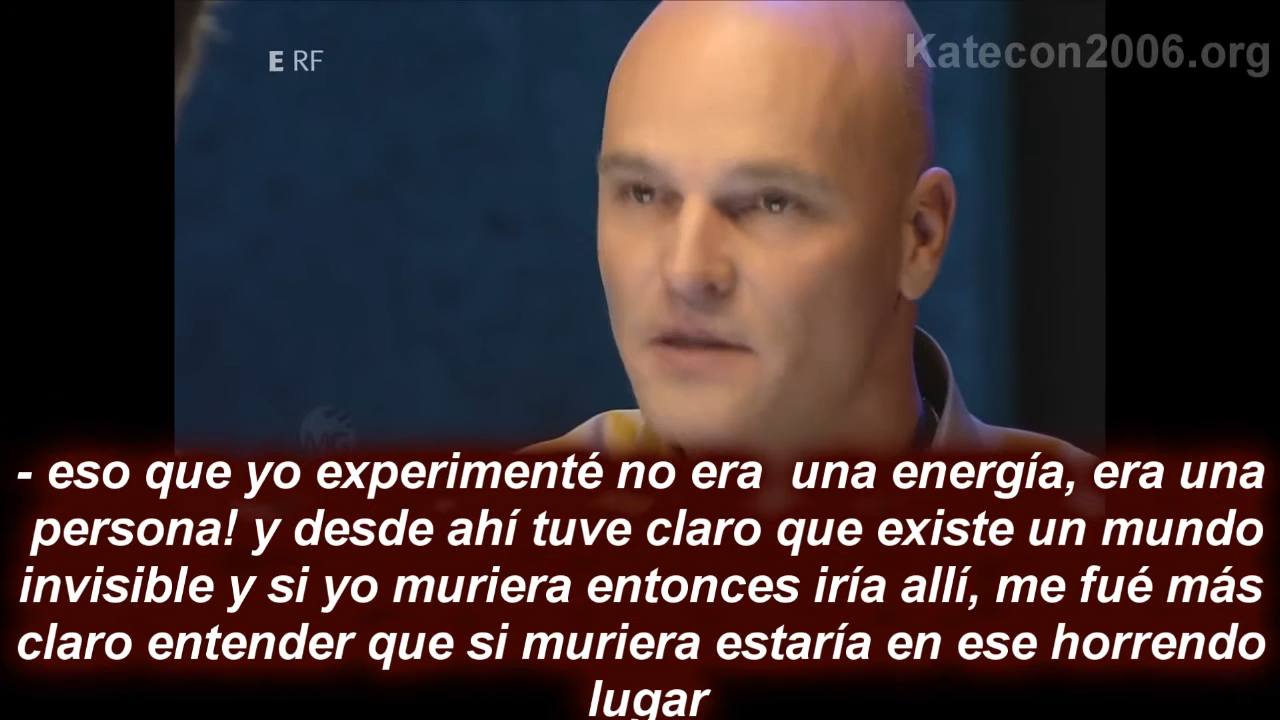 E RF
Katecon2006.org
MG
- eso que yo experimenté no era una energía, era una
persona! y desde ahí tuve claro que existe un mundo
invisible y si yo muriera entonces iría allí, me fué más
claro entender que si muriera estaría en ese horrendo
lugar